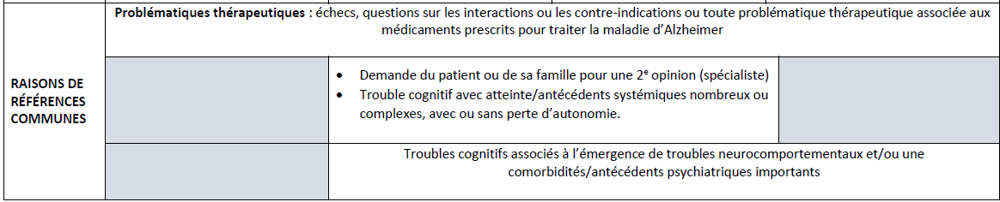 Problématiques thérapeutiques : échecs, questions sur les interactions ou les contre-indications ou toute problématique thérapeutique associée aux
médicaments prescrits pour traiter la maladie d’Alzheimer
RAISONS DE
RÉFÉRENCES
COMMUNES
• Demande du patient ou de sa famille pour une 2e opinion (spécialiste)
• Trouble cognitif avec atteinte/antécédents systémiques nombreux ou
complexes, avec ou sans perte d’autonomie.
Troubles cognitifs associés à l’émergence de troubles neurocomportementaux et/ou une
comorbidités/antécédents psychiatriques importants